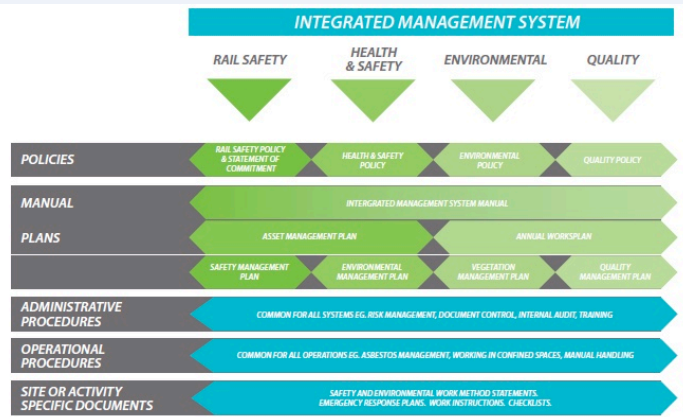 INTEGRATED MANAGEMENT SYSTEM
RAIL SAFETY
HEALTH
& SAFETY
ENVIRONMENTAL
QUALITY
POLICIES
RAIL SAFETY POLICY
& STATEMENT OF
COMMITMENT
HEALTH & SAFETY
POLICY
ENVIRONMENTAL
POLICY
QUALITY POLICY
MANUAL
INTERGRATED MANAGEMENT SYSTEM MANUAL
PLANS
ASSET MANAGEMENT PLAN
ANNUAL WORKSPLAN
SAFETY MANAGEMENT
PLAN
ENVIRONMENTAL
MANAGEMENT PLAN
VEGETATION
MANAGEMENT PLAN
QUALITY
MANAGEMENT PLAN
ADMINISTRATIVE
PROCEDURES
COMMON FOR ALL SYSTEMS EG. RISK MANAGEMENT, DOCUMENT CONTROL, INTERNAL AUDIT, TRAINING
OPERATIONAL
PROCEDURES
COMMON FOR ALL OPERATIONS EG. ASBESTOS MANAGEMENT, WORKING IN CONFINED SPACES, MANUAL HANDLING
SITE OR ACTIVITY
SPECIFIC DOCUMENTS
SAFETY AND ENVIRONMENTAL WORK METHOD STATEMENTS.
EMERGENCY RESPONSE PLANS. WORK INSTRUCTIONS. CHECKLISTS.